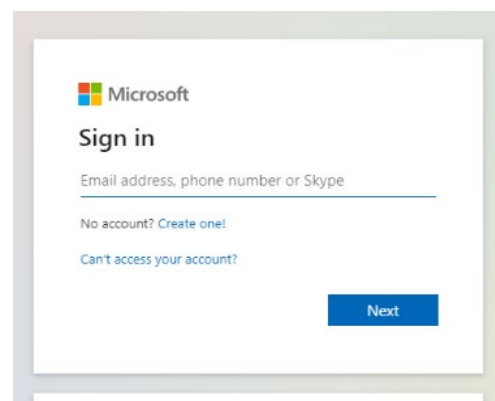 Microsoft
Sign in
Email address, phone number or Skype
No account? Create one!
Can't access your account?
Next